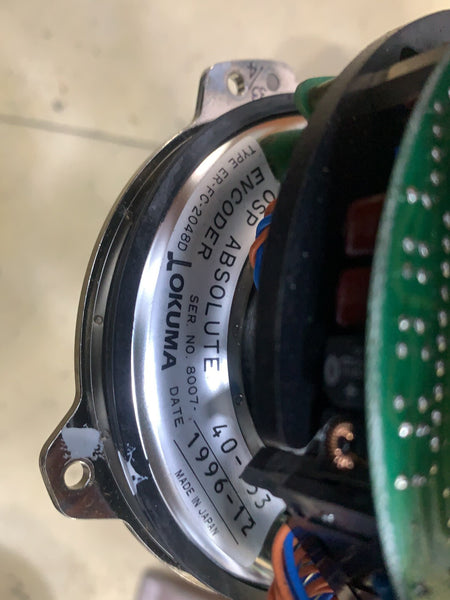 OSP ABSOLUTE
ENCODER
TYPE ER-FC-2048D
OKUMA
SER. NO. 8007-
DATE 1996-12
MADE IN JAPAN